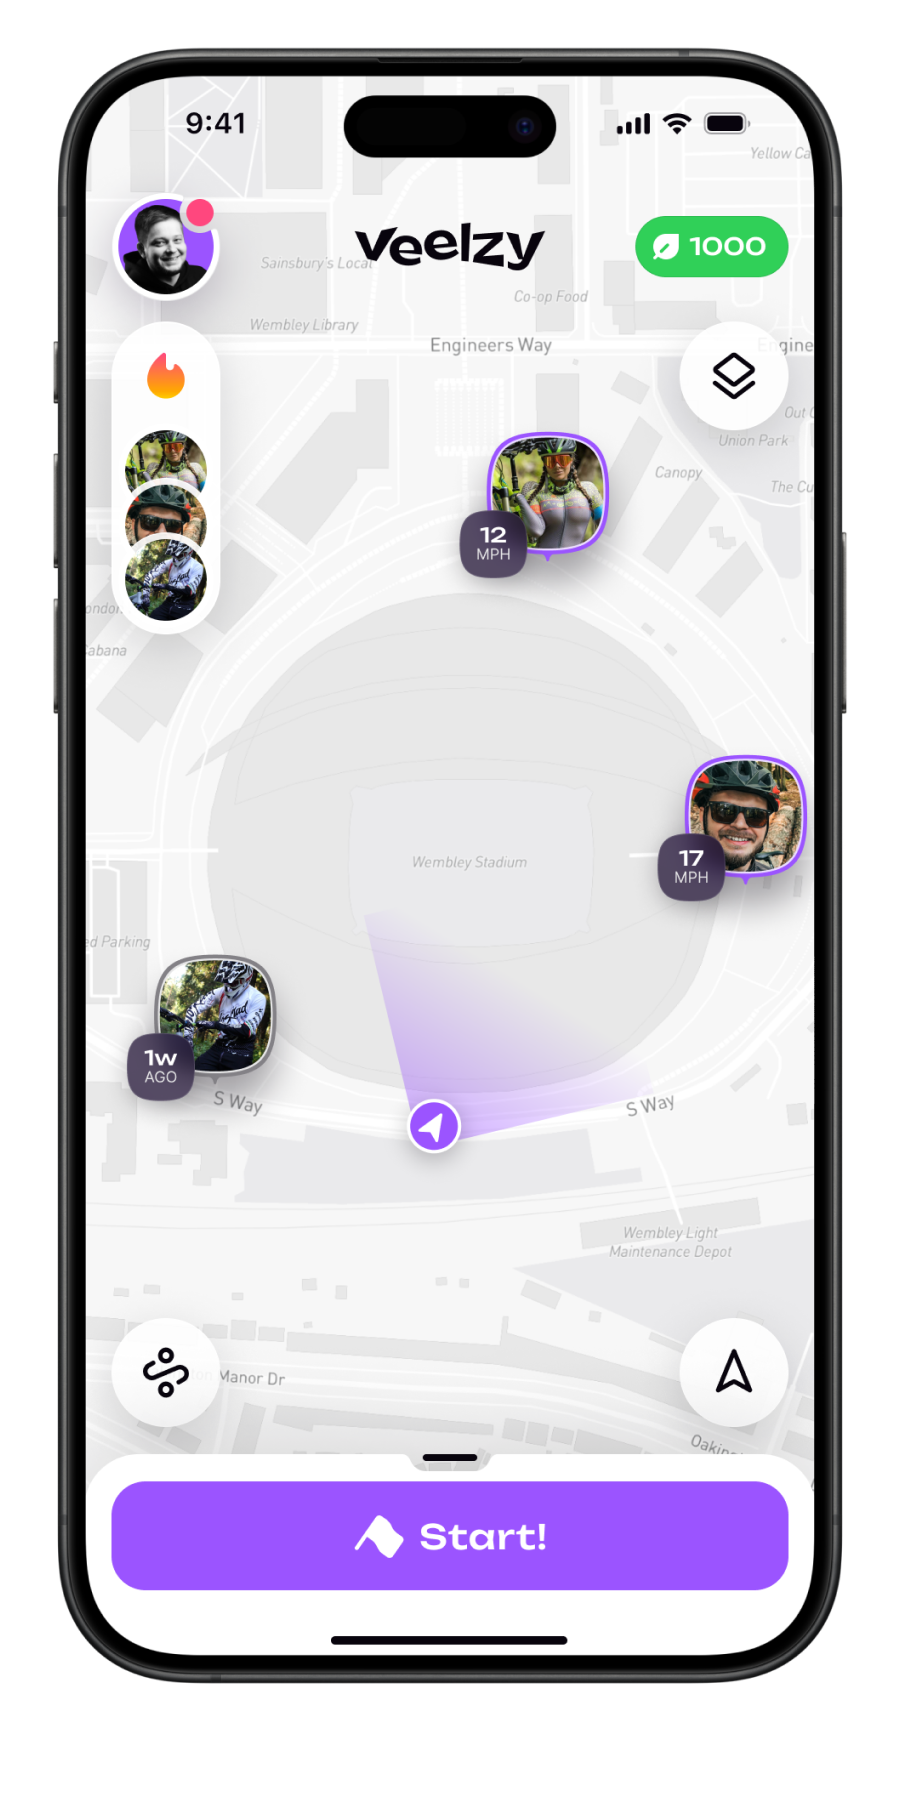 9:41
Yellow Ca
veelzy
1000
Sainsbury's Local
Co-op Food
Wembley Library
Engineers Way
Engine
Out
Union Park
Canopy
The Cu
12
MPH
ondon
abana
17
MPH
Wembley Stadium
ed Parking
1w
AGO
S Way
S Way
Wembley Light
Maintenance Depot
Manor Dr
Oakin
Start!